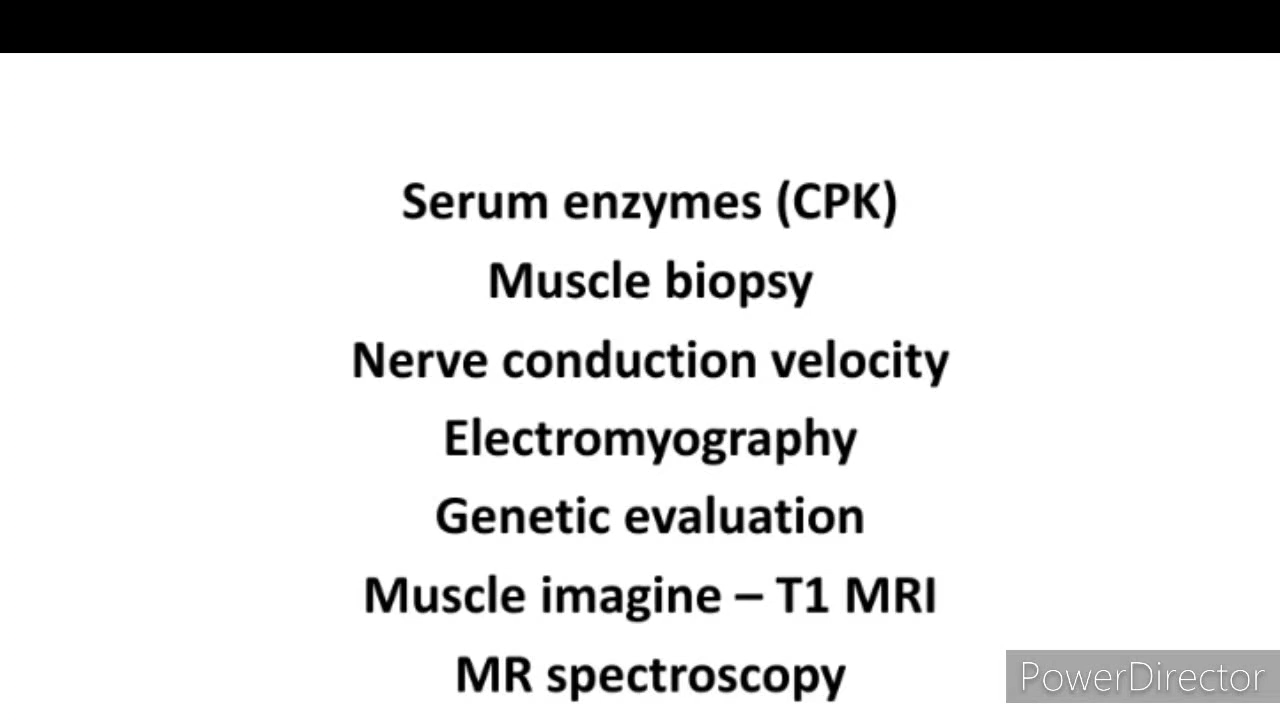 Serum enzymes (CPK)
Muscle biopsy
Nerve conduction velocity
Electromyography
Genetic evaluation
Muscle imagine – T1 MRI
MR spectroscopy
PowerDirector